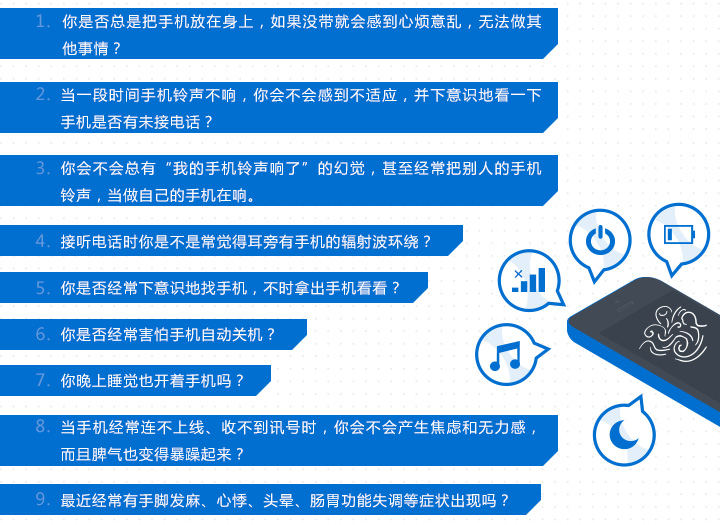 1. 你是否总是把手机放在身上，如果没带就会感到心烦意乱，无法做其
他事情？
2. 当一段时间手机铃声不响，你会不会感到不适应，并下意识地看一下
手机是否有未接电话？
3. 你会不会总有“我的手机铃声响了”的幻觉，甚至经常把别人的手机
铃声，当做自己的手机在响。
4. 接听电话时你是不是常觉得耳旁有手机的辐射波环绕？
5. 你是否经常下意识地找手机，不时拿出手机看看？
6. 你是否经常害怕手机自动关机？
7. 你晚上睡觉也开着手机吗？
8. 当手机经常连不上线、收不到讯号时，你会不会产生焦虑和无力感，
而且脾气也变得暴躁起来？
9. 最近经常有手脚发麻、心悸、头晕、肠胃功能失调等症状出现吗？